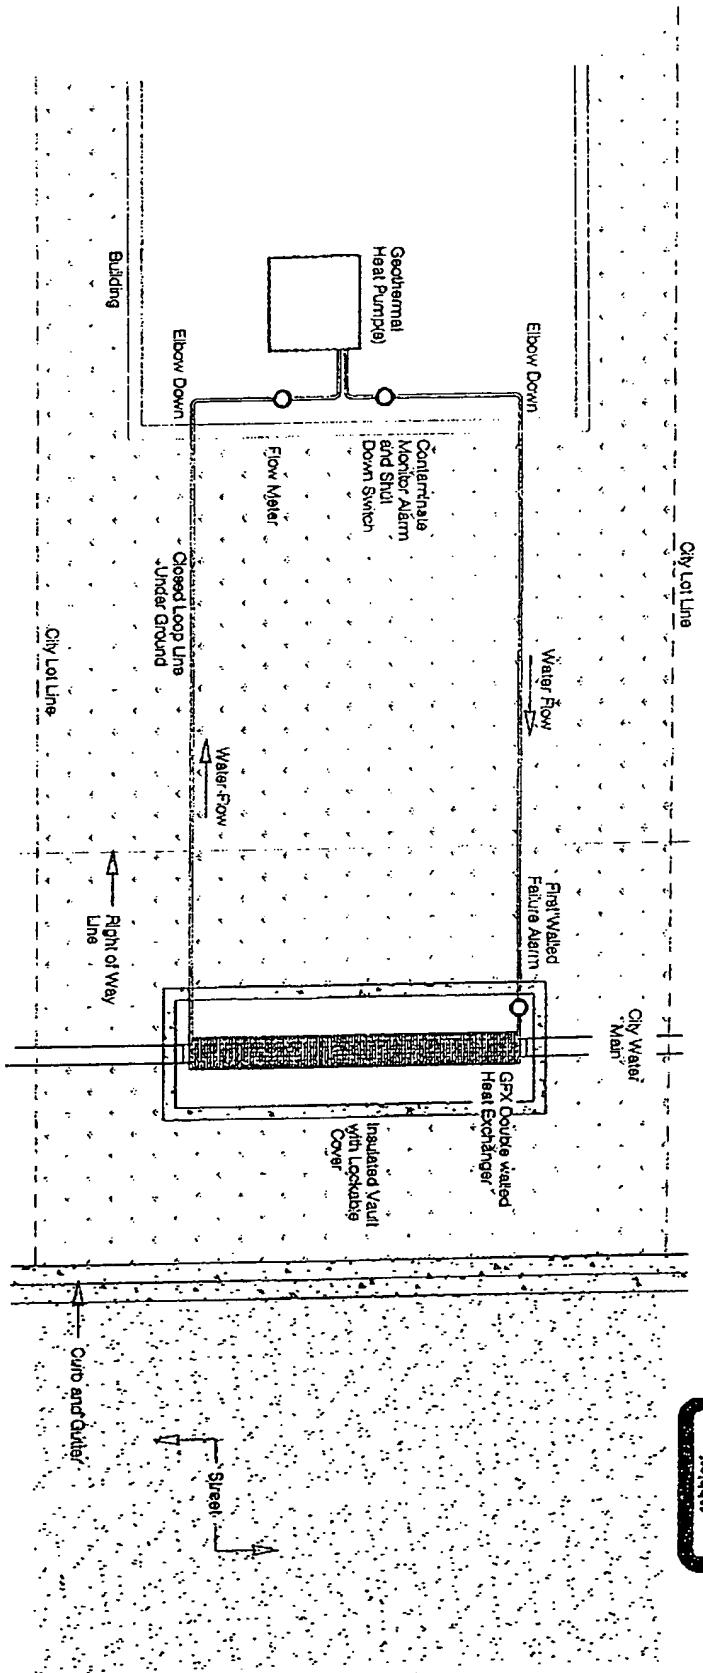 City Lot Line
Elbow Down
Water Flow
First Walled
Failure Alarm
City Water
Main
Geothermal
Heat Pump(s)
Contaminate
Monitor Alarm
and Shut
Down Switch
GFX Double walled
Heat Exchanger
Flow Meter
Insulated Vault
with Lockable
Cover
Water Flow
Elbow Down
Closed Loop Line
Under Ground
Street
Building
Right of Way
Line
Curb and Gutter
City Lot Line